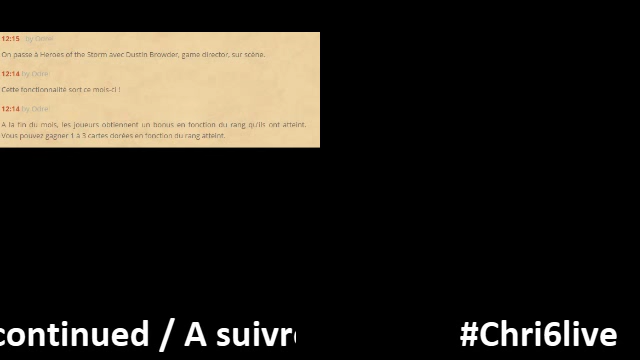 12:15 by Odrel
On passe à Heroes of the Storm avec Dustin Browder, game director, sur scène.
12:14 by Odrel
Cette fonctionnalité sort ce mois-ci !
12:14 by Odrel
A la fin du mois, les joueurs obtiennent un bonus en fonction du rang qu'ils ont atteint.
Vous pouvez gagner 1 à 3 cartes dorées en fonction du rang atteint.
continued / A suivre #Chri6live